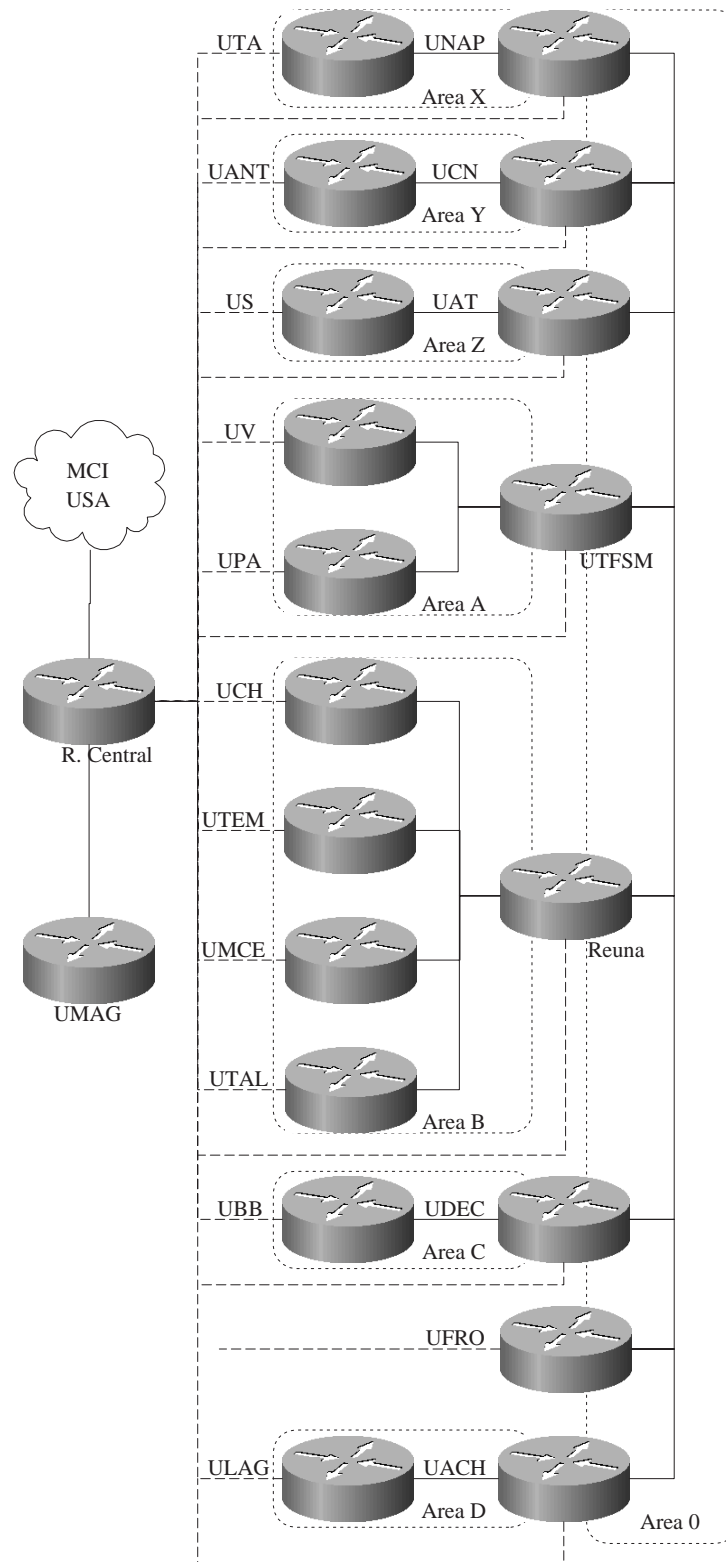 UTA
UNAP
Area X
UANT
UCN
Area Y
US
UAT
Area Z
UV
MCI
USA
UPA
UTFSM
Area A
UCH
R. Central
UTEM
UMCE
Reuna
UMAG
UTAL
Area B
UBB
UDEC
Area C
UFRO
ULAG
UACH
Area D
Area 0